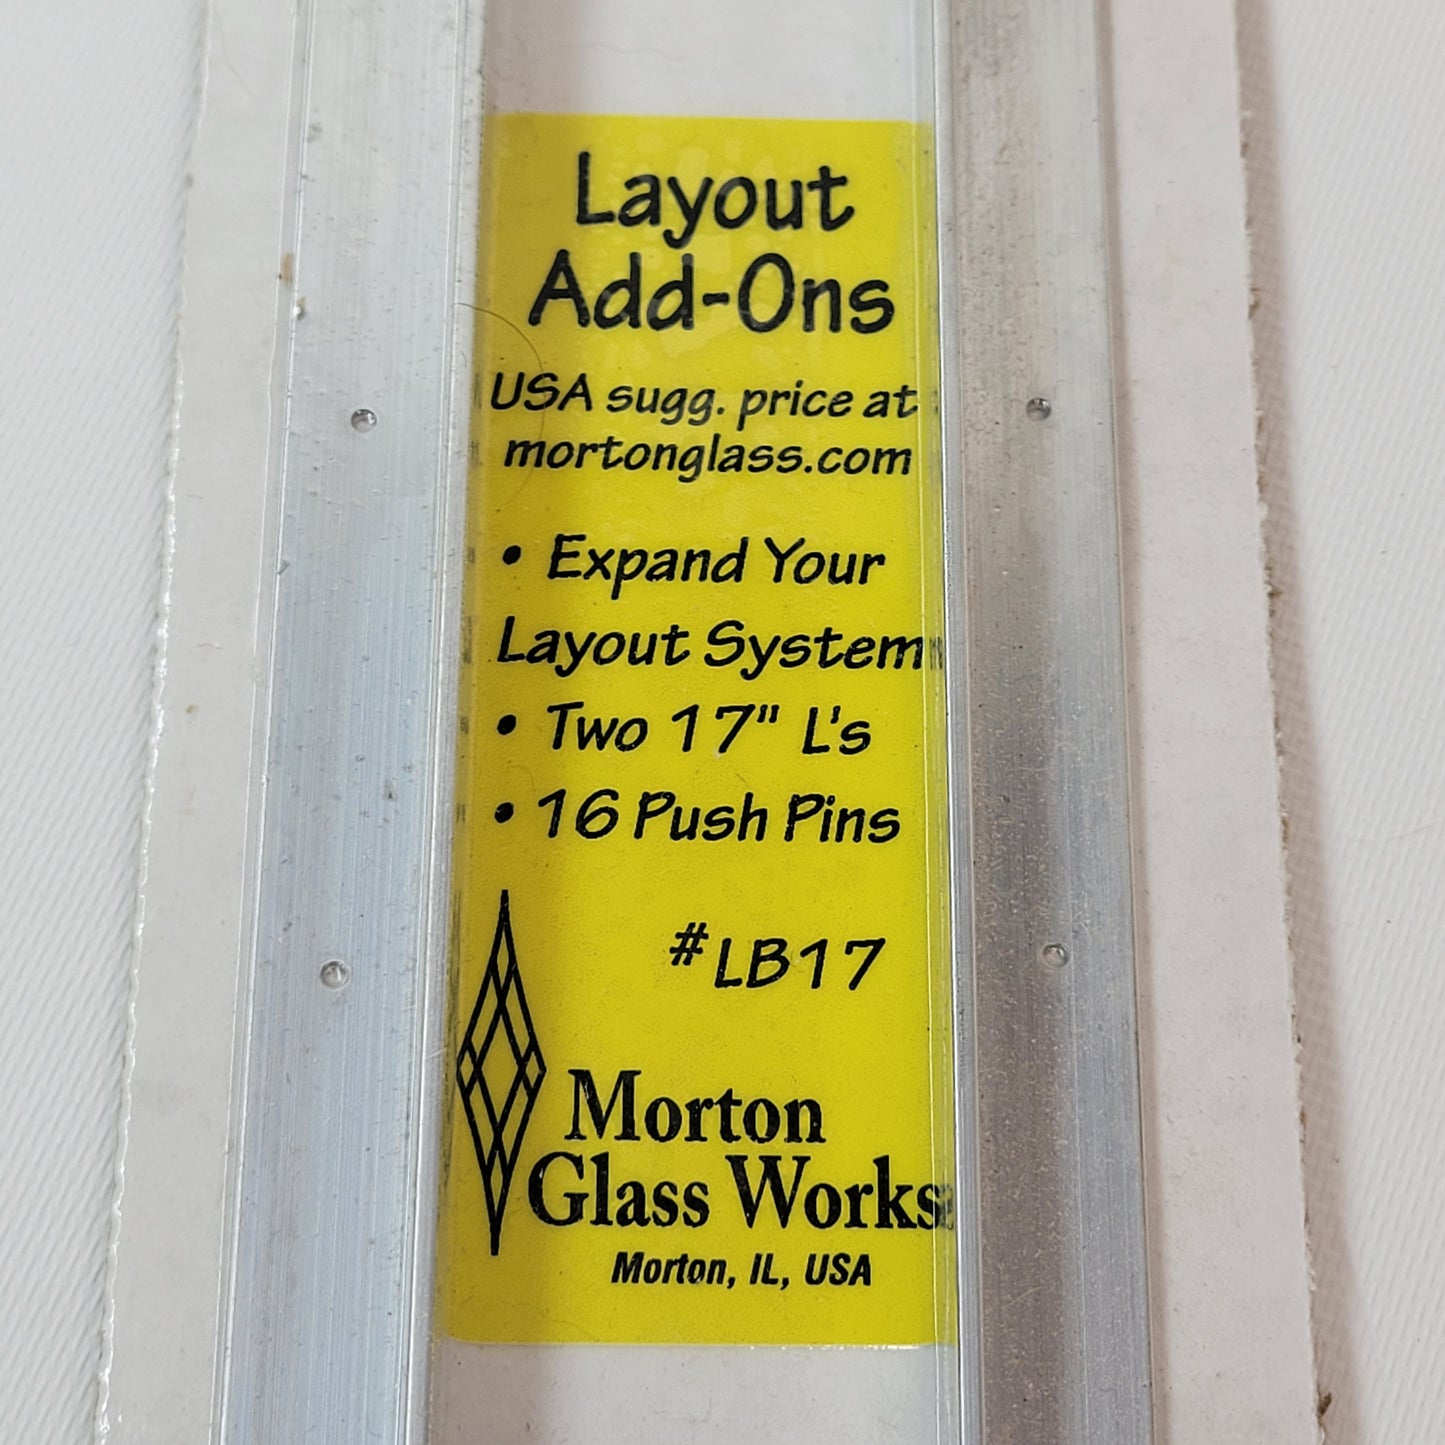 Layout
Add-Ons
USA sugg. price at
mortonglass.com
• Expand Your
Layout System
• Two 17" L's
• 16 Push Pins
#LB17
Morton
Glass Works
Morton, IL, USA